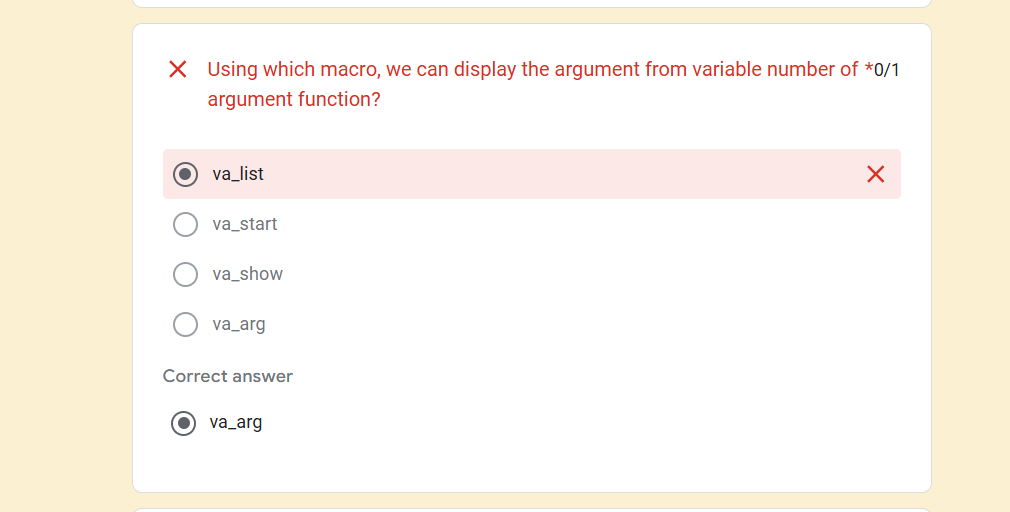 Using which macro, we can display the argument from variable number of *0/1
argument function?
va_list
va_start
va_show
va_arg
Correct answer
va_arg